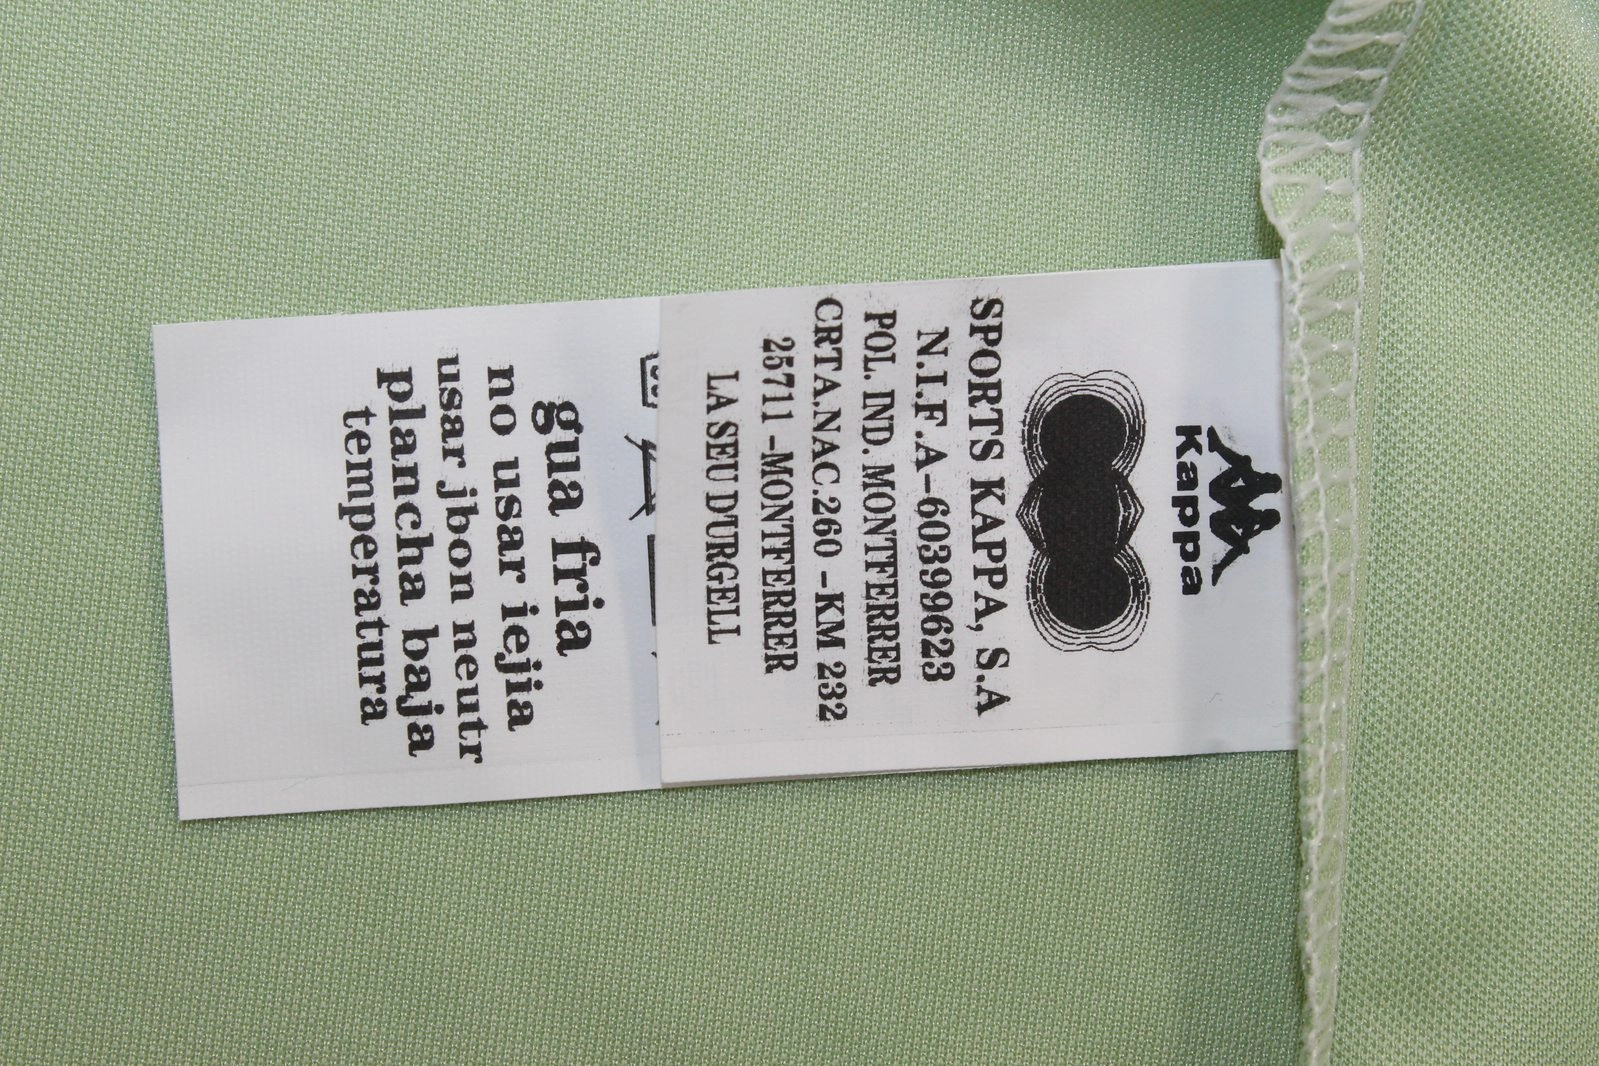 Kappa
SPORTS KAPPA, S.A
N.I.F.A-60399623
POL. IND. MONTFERRER
CRTA.NAC.260-KM 232
25711-MONTFERRER
LA SEU D'URGELL
gua fria
no usar iejia
usar jbon neutr
plancha baja
temperatura